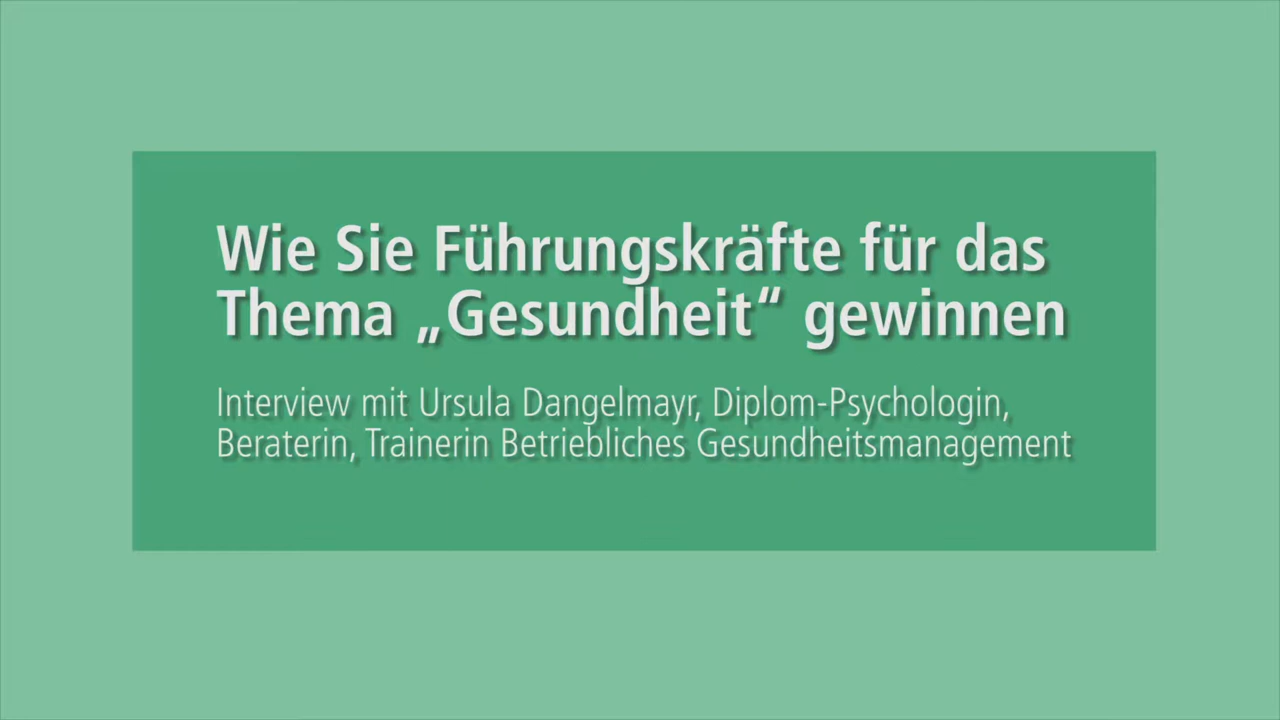 Wie Sie Führungskräfte für das
Thema „Gesundheit“ gewinnen
Interview mit Ursula Dangelmayr, Diplom-Psychologin,
Beraterin, Trainerin Betriebliches Gesundheitsmanagement